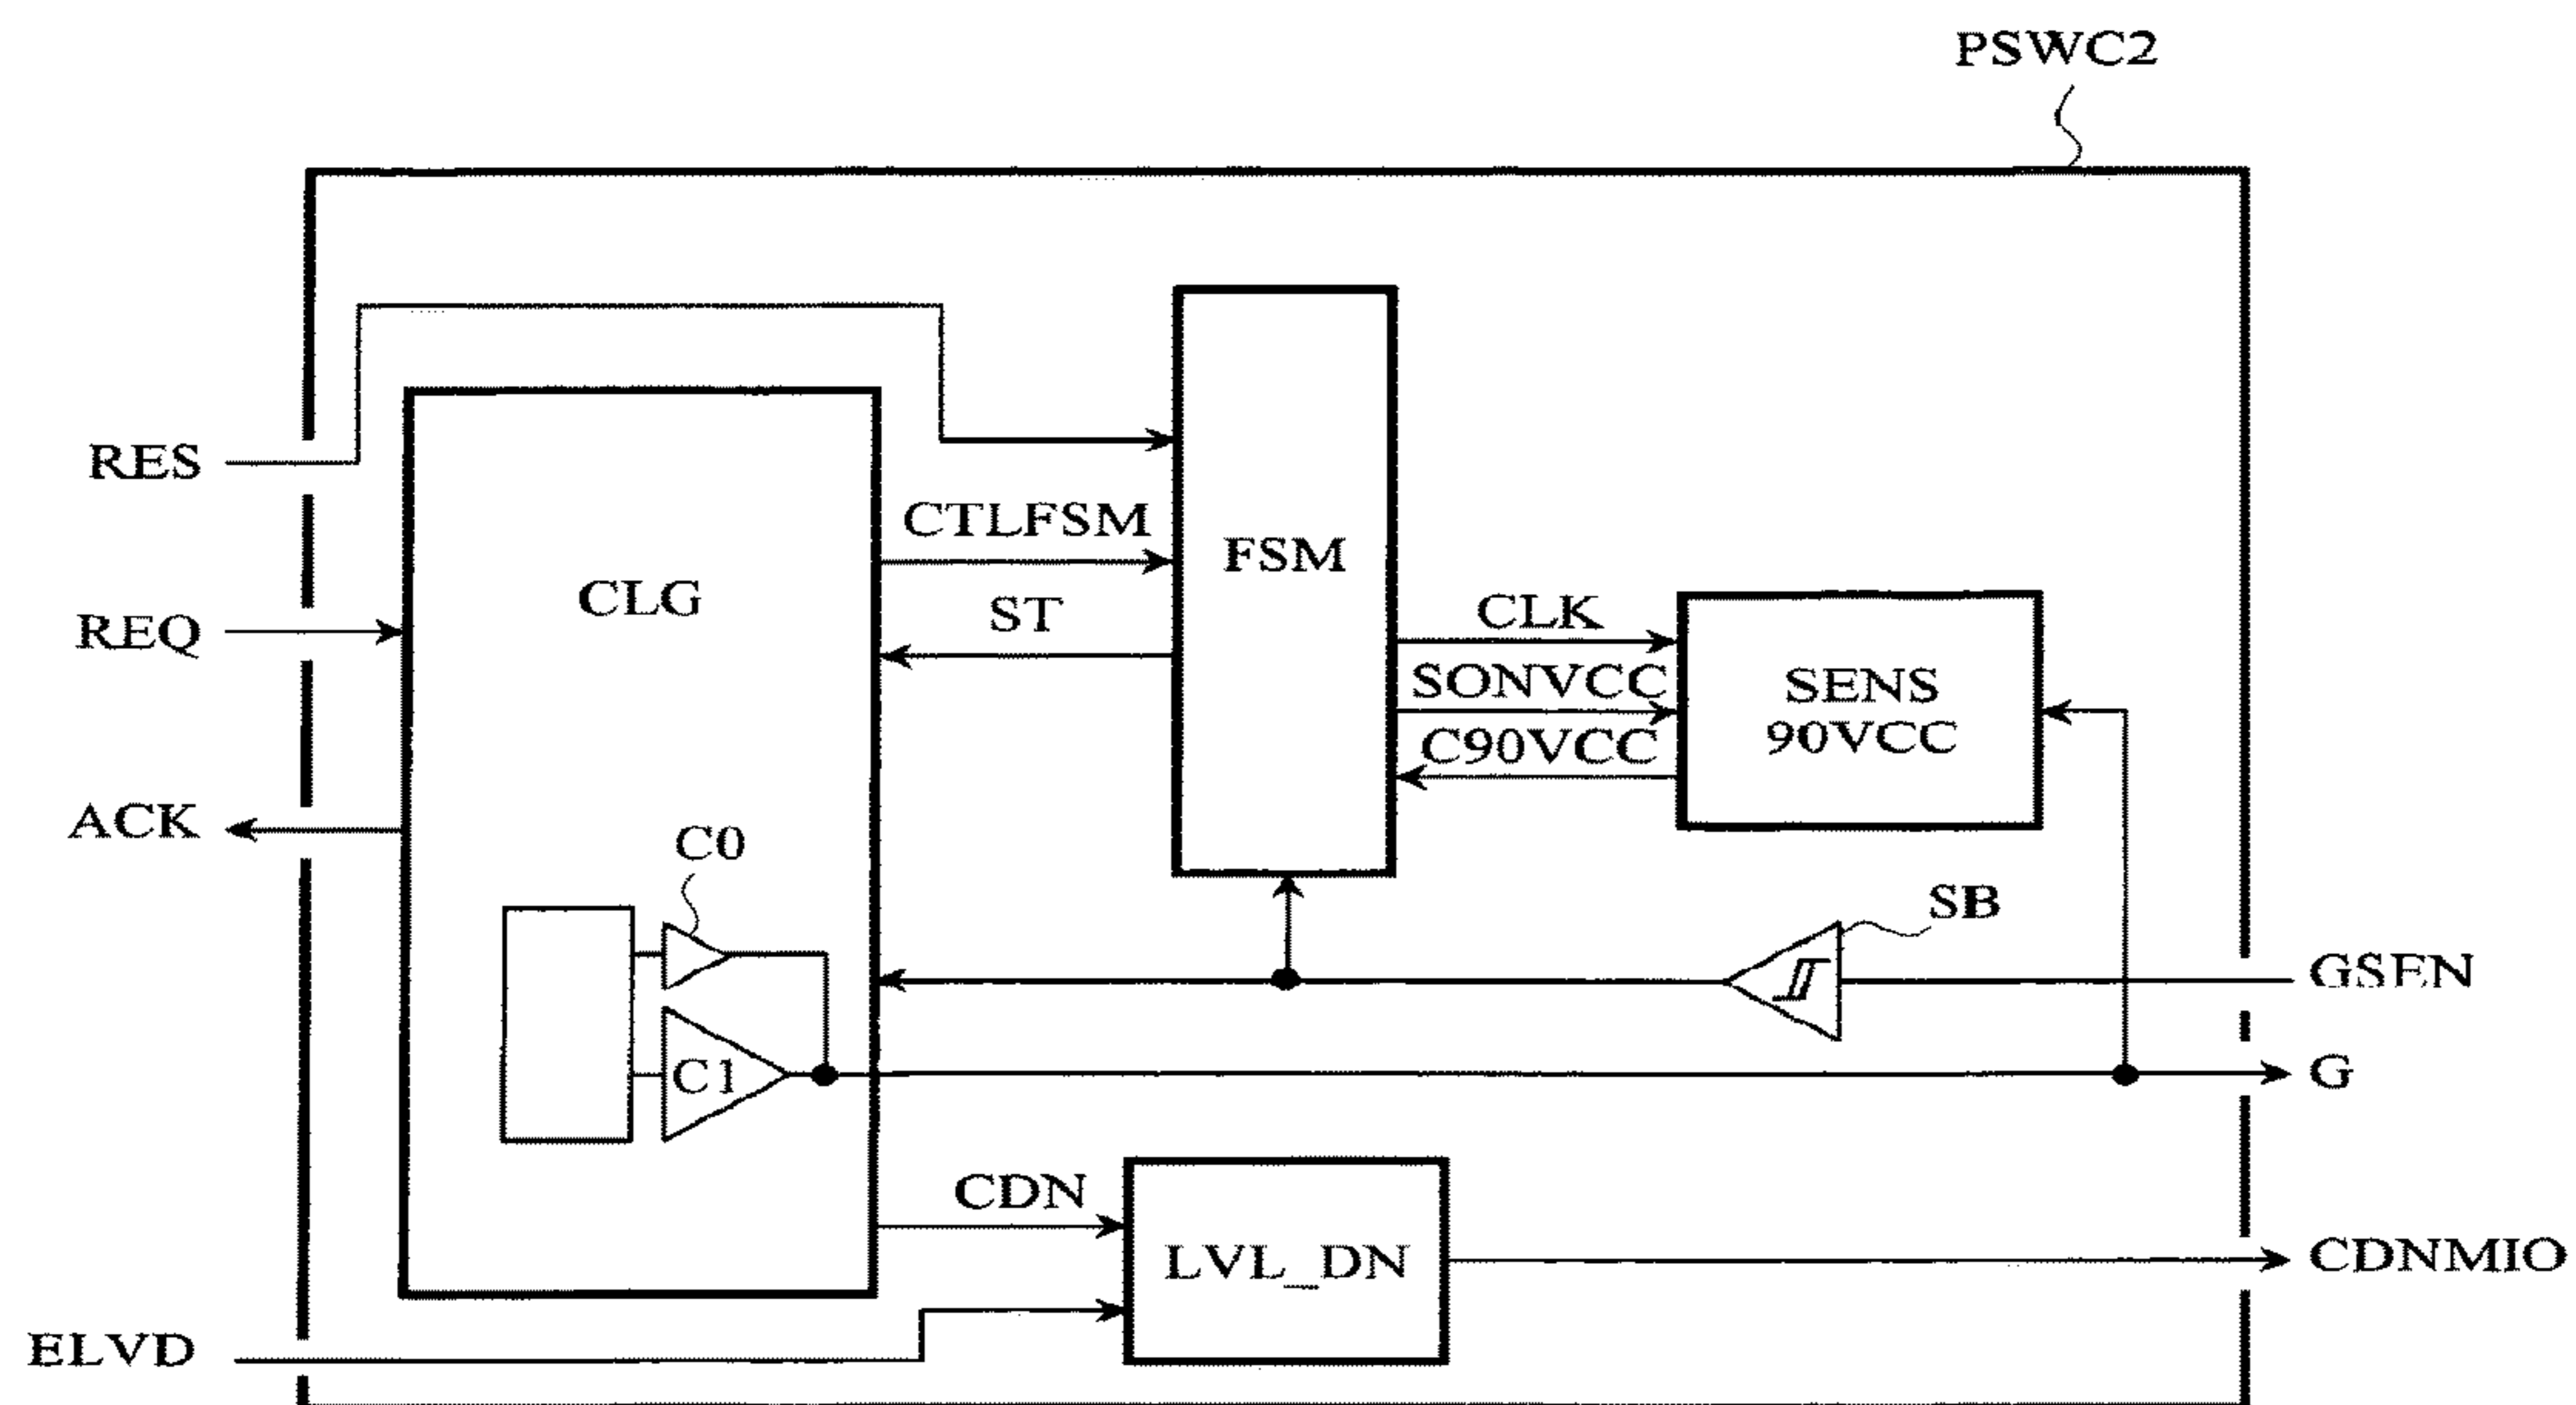 PSWC2
RES
CTLFSM
FSM
CLG
REQ
ST
CLK
SONVCC
SENS
90VCC
C90VCC
ACK
C0
SB
GSEN
C1
G
CDN
LVL_DN
CDNMIO
ELVD